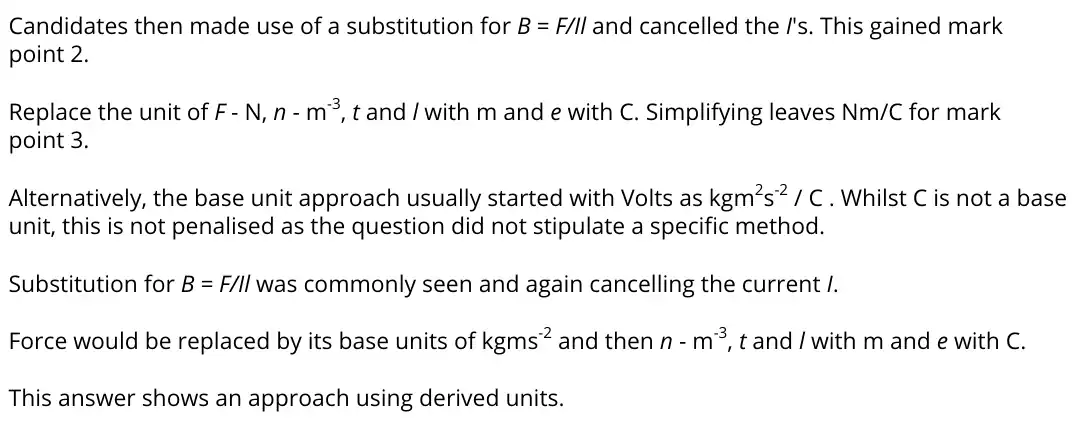 Candidates then made use of a substitution for B = F/Il and cancelled the I's. This gained mark
point 2.
Replace the unit of F - N, n - m⁻³, t and l with m and e with C. Simplifying leaves Nm/C for mark
point 3.
Alternatively, the base unit approach usually started with Volts as kgm²s⁻² / C . Whilst C is not a base
unit, this is not penalised as the question did not stipulate a specific method.
Substitution for B = F/Il was commonly seen and again cancelling the current I.
Force would be replaced by its base units of kgms⁻² and then n - m⁻³, t and l with m and e with C.
This answer shows an approach using derived units.